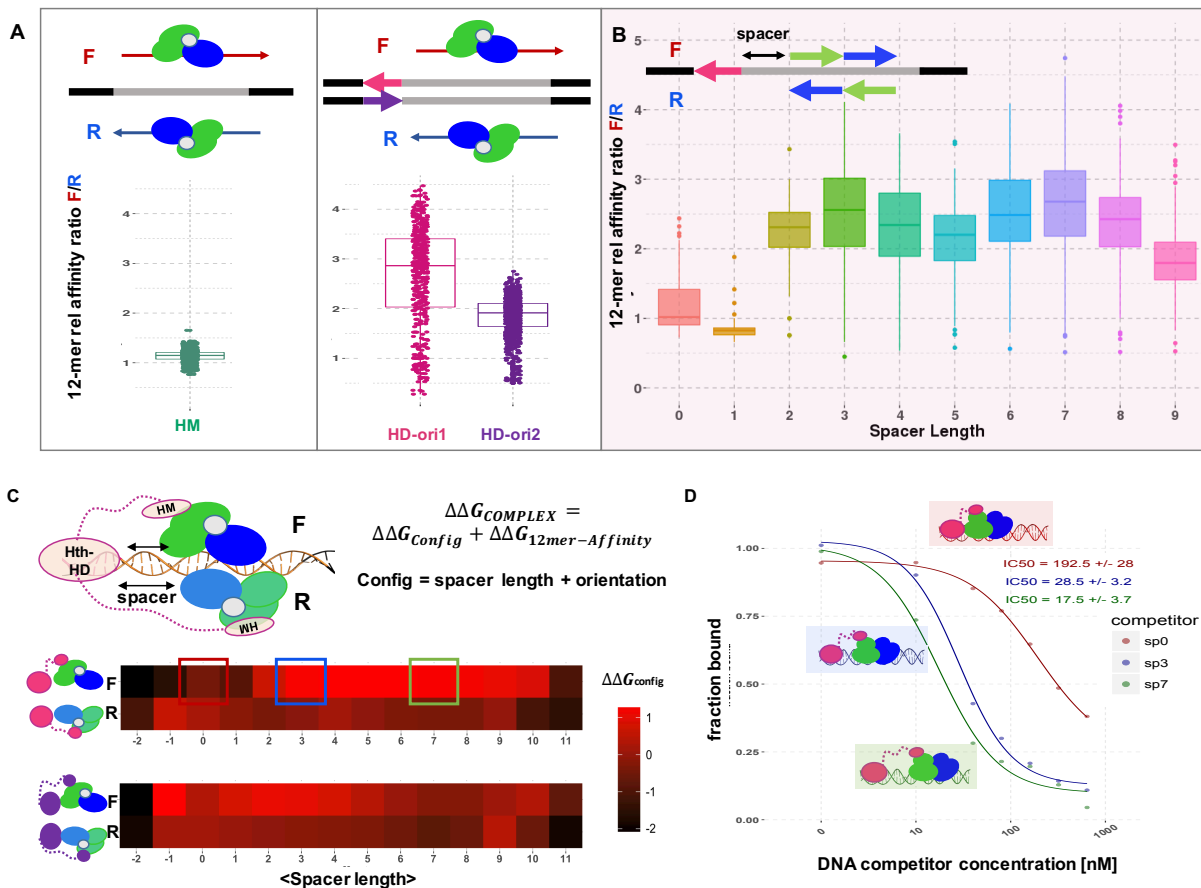 A
F
R
12-mer rel affinity ratio F/R
4
3
2
1
HM
F
R
4
3
2
1
HD-ori1
HD-ori2
B
F
spacer
R
12-mer rel affinity ratio F/R
5
4
3
2
1
0
0 1 2 3 4 5 6 7 8 9
Spacer Length
C
HM
F
Hth-
HD
spacer
R
HM
ΔΔG_COMPLEX =
ΔΔG_Config + ΔΔG_12mer−Affinity
Config = spacer length + orientation
F
R
-2 -1 0 1 2 3 4 5 6 7 8 9 10 11
F
R
-2 -1 0 1 2 3 4 5 6 7 8 9 10 11
<Spacer length>
ΔΔGconfig
1
0
-1
-2
D
fraction bound
1.00
0.75
0.50
0.25
0.00
IC50 = 192.5 +/- 28
IC50 = 28.5 +/- 3.2
IC50 = 17.5 +/- 3.7
competitor
sp0
sp3
sp7
0 10 100 1000
DNA competitor concentration [nM]